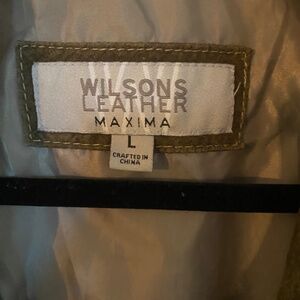 WILSONS
LEATHER
MAXIMA
L
CRAFTED IN
CHINA